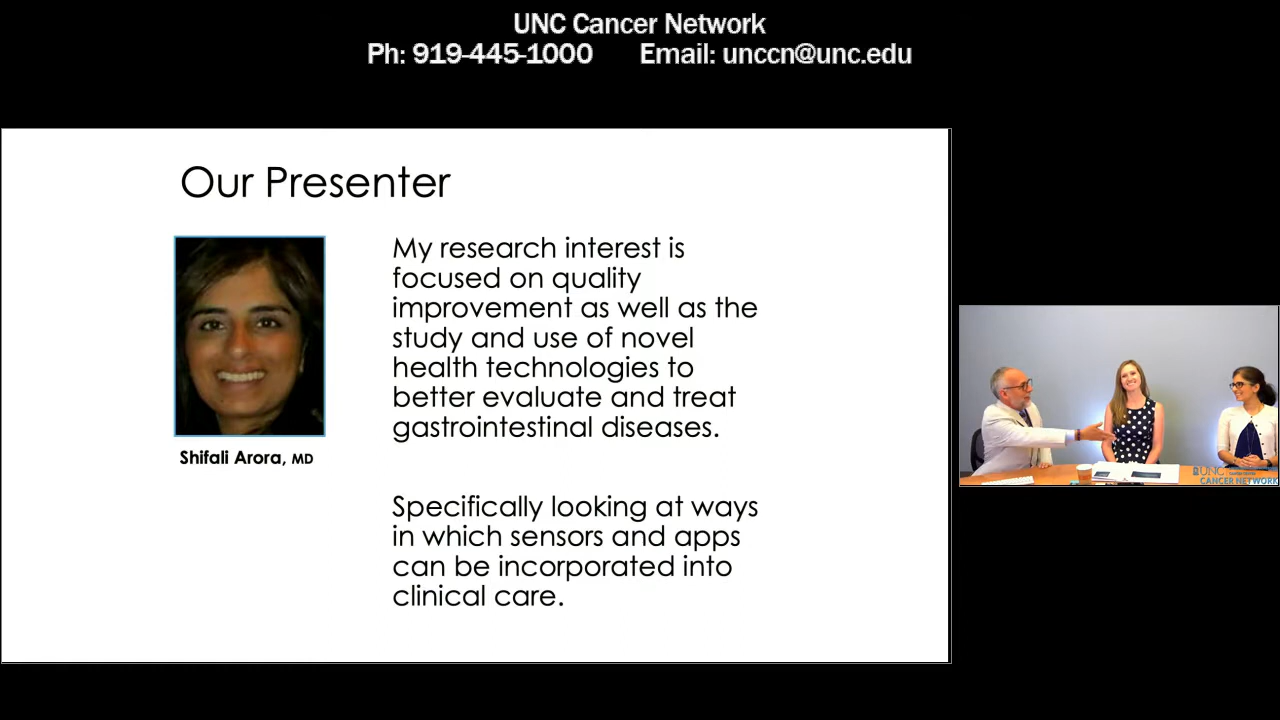 UNC Cancer Network
Ph: 919-445-1000 Email: unccn@unc.edu
Our Presenter
My research interest is
focused on quality
improvement as well as the
study and use of novel
health technologies to
better evaluate and treat
gastrointestinal diseases.
Shifali Arora, MD
Specifically looking at ways
in which sensors and apps
can be incorporated into
clinical care.
UNC
CANCER NETWORK